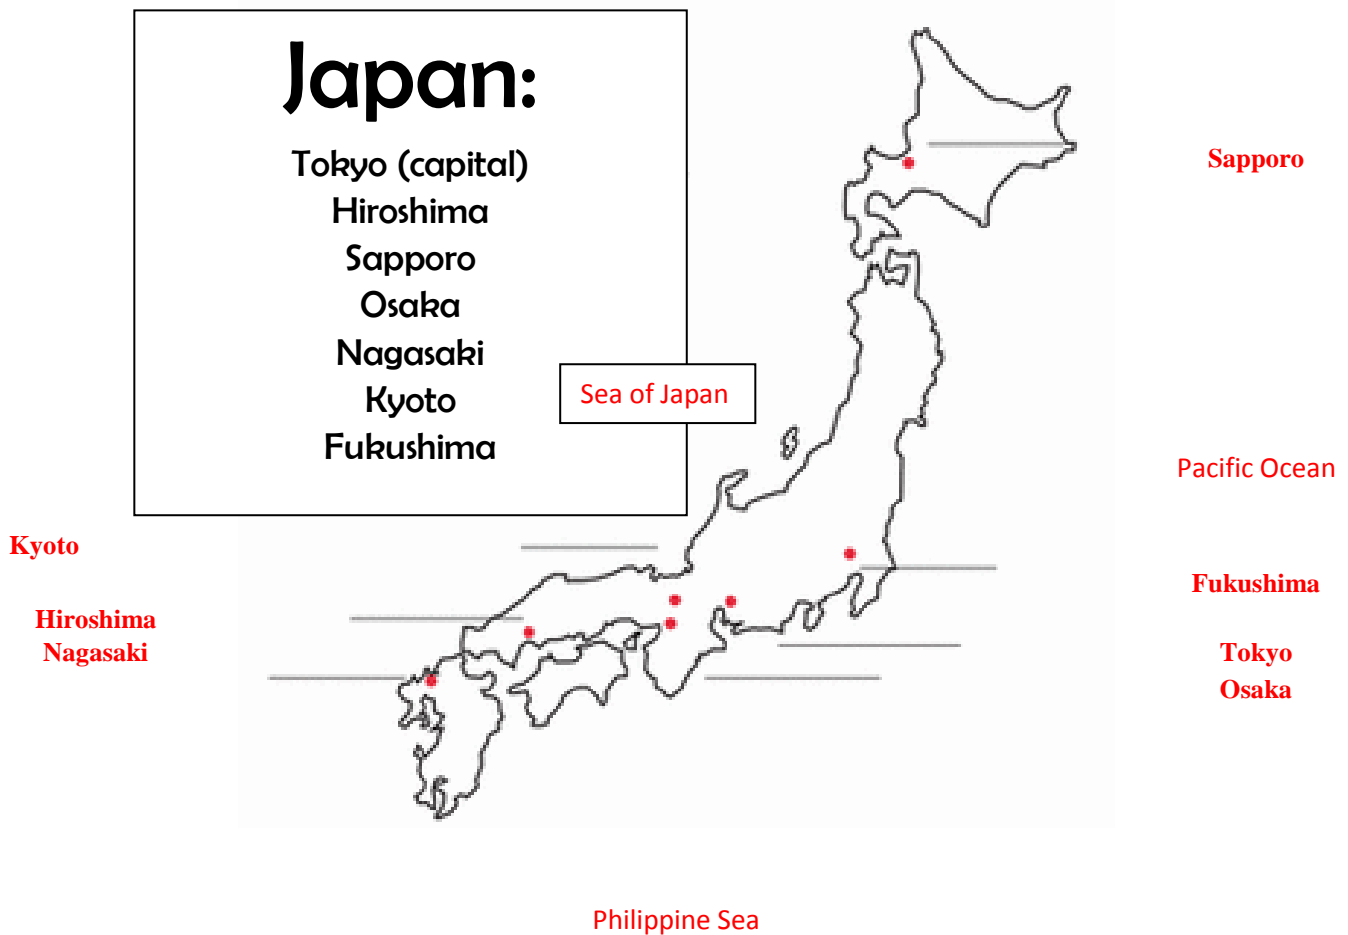 Japan:
Tokyo (capital)
Hiroshima
Sapporo
Osaka
Nagasaki
Kyoto
Fukushima
Sea of Japan
Sapporo
Pacific Ocean
Kyoto
Fukushima
Hiroshima
Nagasaki
Tokyo
Osaka
Philippine Sea